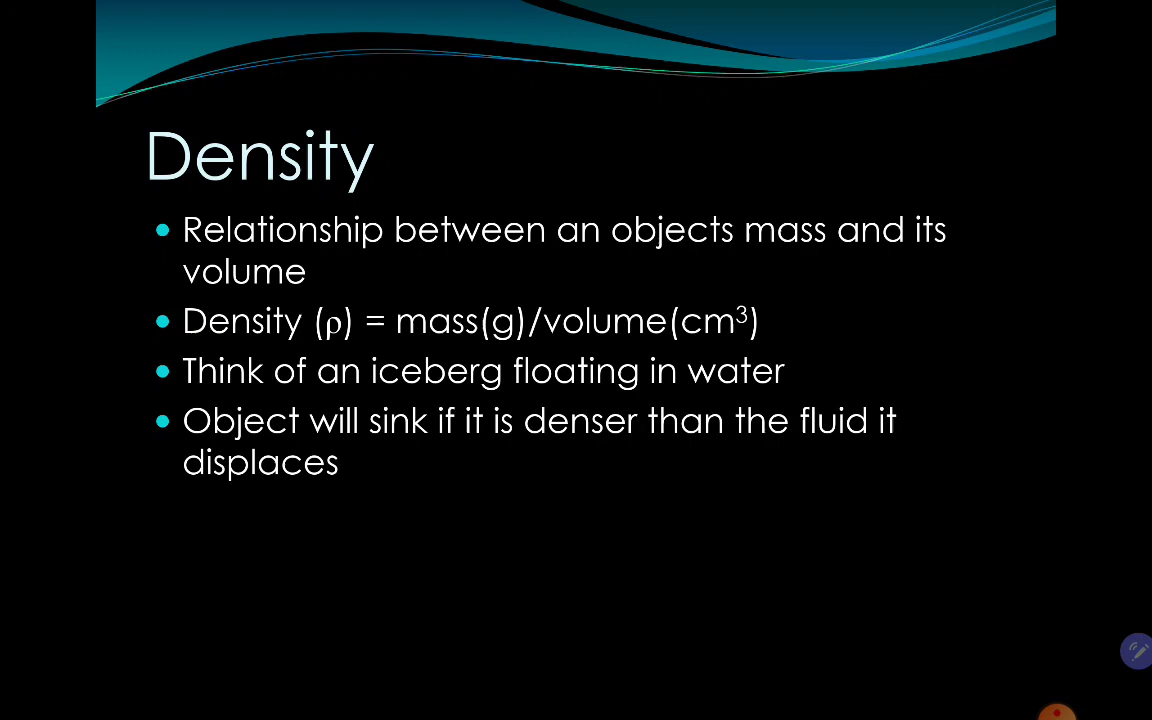 Density
• Relationship between an objects mass and its
volume
• Density (ρ) = mass(g)/volume(cm³)
• Think of an iceberg floating in water
• Object will sink if it is denser than the fluid it
displaces